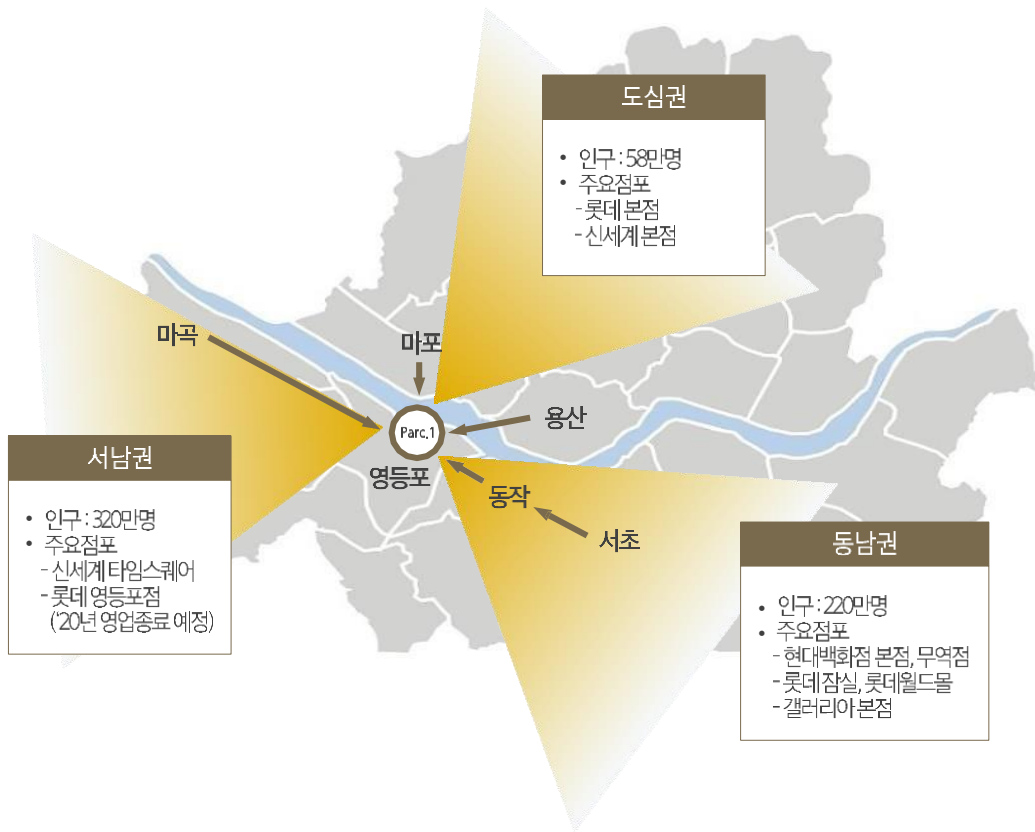 도심권
• 인구 : 58만명
• 주요점포
- 롯데 본점
- 신세계 본점
마곡
마포
Parc.1
용산
영등포
동작
서초
서남권
• 인구 : 320만명
• 주요점포
- 신세계 타임스퀘어
- 롯데 영등포점
(‘20년 영업종료 예정)
동남권
• 인구 : 220만명
• 주요점포
- 현대백화점 본점, 무역점
- 롯데 잠실, 롯데월드몰
- 갤러리아 본점